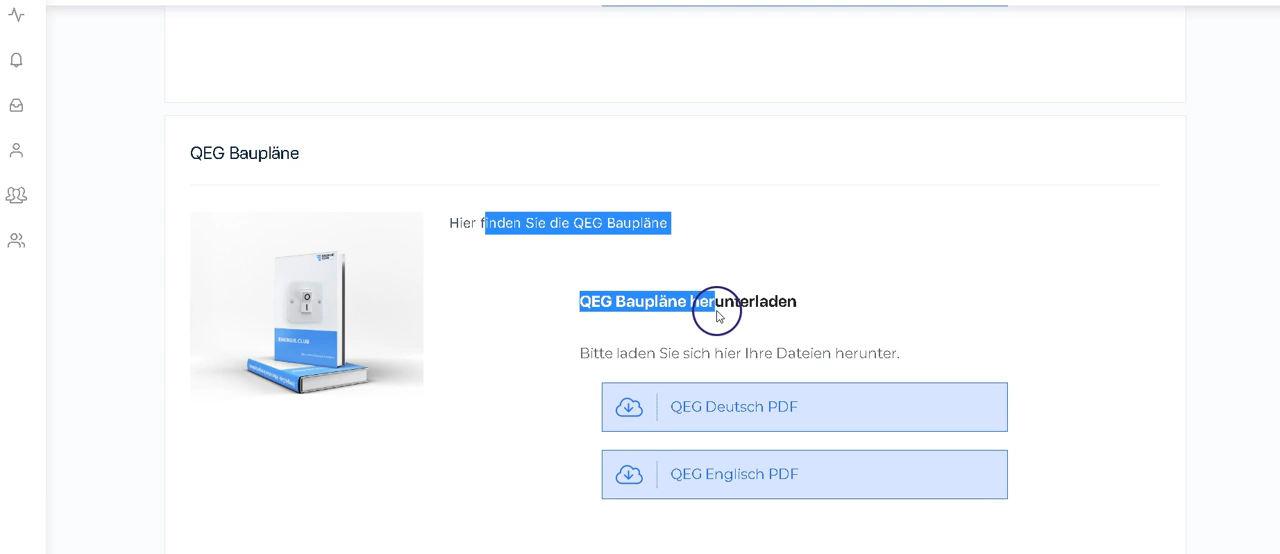 QEG Baupläne
Hier finden Sie die QEG Baupläne
QEG Baupläne herunterladen
Bitte laden Sie sich hier Ihre Dateien herunter.
QEG Deutsch PDF
QEG Englisch PDF